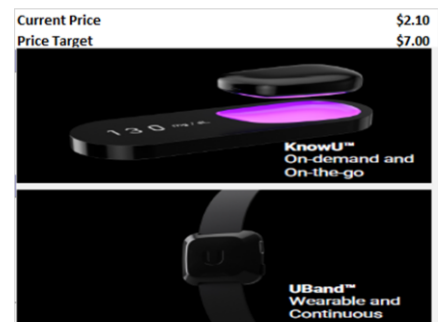 Current Price $2.10
Price Target $7.00
130 mg/dL
KnowU™
On-demand and
On-the-go
U
UBand™
Wearable and
Continuous